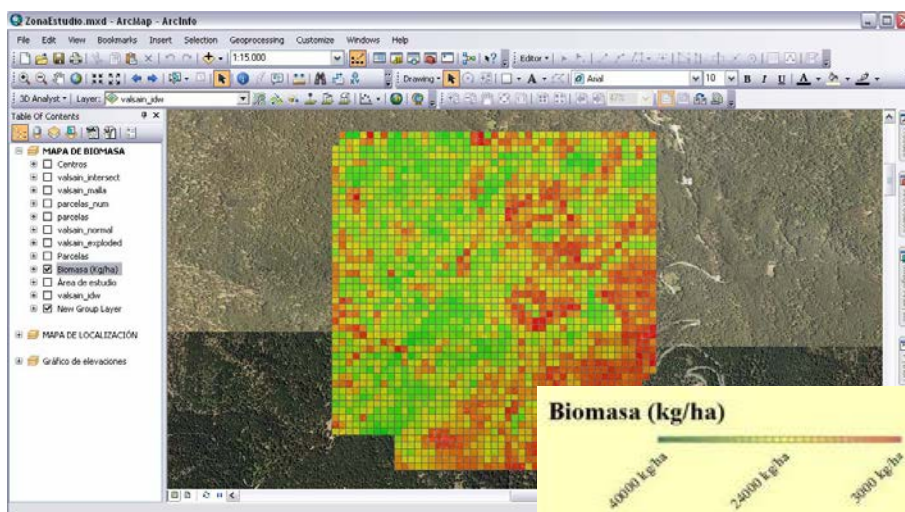 ZonaEstudio.mxd - ArcMap - ArcInfo
File Edit View Bookmarks Insert Selection Geoprocessing Customize Windows Help
1:15.000
Editor
Drawing
Arial
10
B I U A
3D Analyst
Layer:
valsain_idw
Table Of Contents
MAPA DE BIOMASA
Centros
valsain_intersect
valsain_malla
parcelas_num
parcelas
valsain_normal
valsain_exploded
Parcelas
Biomasa (Kg/ha)
Area de estudio
valsain_idw
New Group Layer
MAPA DE LOCALIZACIÓN
Gráfico de elevaciones
Biomasa (kg/ha)
40000 kg/ha
24000 kg/ha
3000 kg/ha